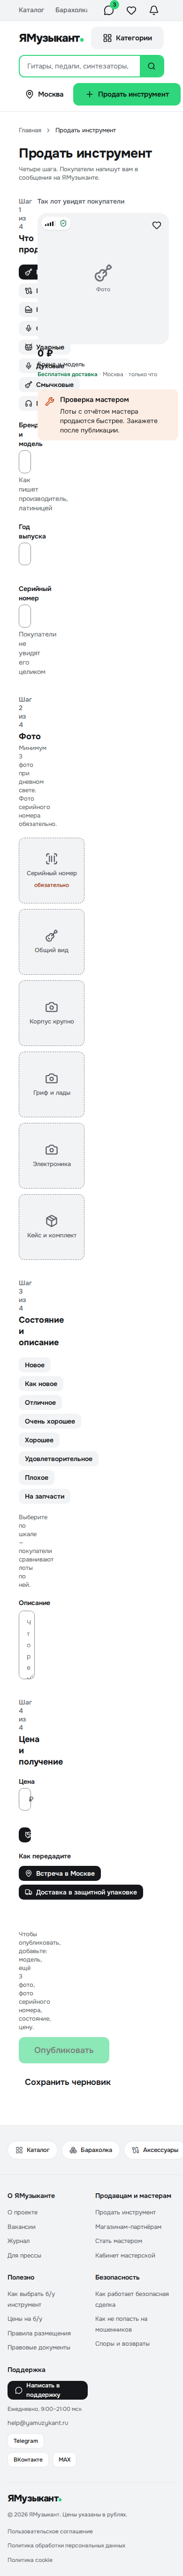 Каталог
Барахолка
3
ЯМузыкант.
Категории
Гитары, педали, синтезаторы,
Москва
Продать инструмент
Главная
Продать инструмент
Продать инструмент
Четыре шага. Покупатели напишут вам в
сообщения на ЯМузыканте.
Шаг
1
из
4
Что
Как лот увидят покупатели
Фото
Ударные
Духовые
Смычковые
0 ₽
Бренд и модель
Бесплатная доставка · Москва · только что
Проверка мастером
Лоты с отчётом мастера
продаются быстрее. Закажете
после публикации.
Бренд
и
модель
Как
пишет
производитель,
латиницей
Год
выпуска
Серийный
номер
Покупатели
не
увидят
его
целиком
Шаг
2
из
4
Фото
Минимум
3
фото
при
дневном
свете.
Фото
серийного
номера
обязательно.
Серийный номер
обязательно
Общий вид
Корпус крупно
Гриф и лады
Электроника
Кейс и комплект
Шаг
3
из
4
Состояние
и
описание
Новое
Как новое
Отличное
Очень хорошее
Хорошее
Удовлетворительное
Плохое
На запчасти
Выберите
по
шкале
–
покупатели
сравнивают
лоты
по
ней.
Описание
Ч
т
о
р
е
Шаг
4
из
4
Цена
и
получение
Цена
₽
Как передадите
Встреча в Москве
Доставка в защитной упаковке
Чтобы
опубликовать,
добавьте:
модель,
ещё
3
фото,
фото
серийного
номера,
состояние,
цену.
Опубликовать
Сохранить черновик
Каталог
Барахолка
Аксессуары
О ЯМузыканте
О проекте
Вакансии
Журнал
Для прессы
Продавцам и мастерам
Продать инструмент
Магазинам-партнёрам
Стать мастером
Кабинет мастерской
Полезно
Как выбрать б/у
инструмент
Цены на б/у
Правила размещения
Правовые документы
Безопасность
Как работает безопасная
сделка
Как не попасть на
мошенников
Споры и возвраты
Поддержка
Написать в
поддержку
Ежедневно, 9:00–21:00 мск
help@yamuzykant.ru
Telegram
ВКонтакте
MAX
ЯМузыкант.
© 2026 ЯМузыкант. Цены указаны в рублях.
Пользовательское соглашение
Политика обработки персональных данных
Политика cookie